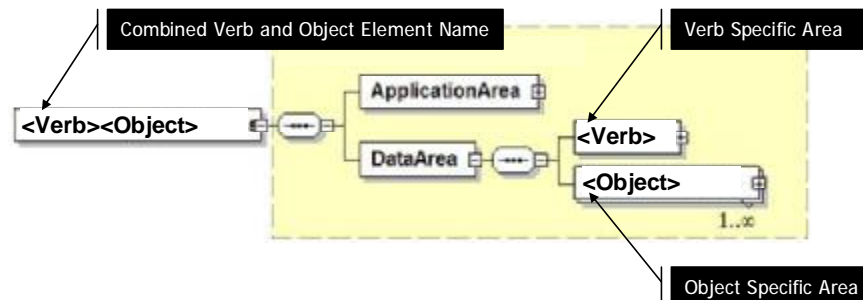 Combined Verb and Object Element Name
Verb Specific Area
ApplicationArea
<Verb><Object>
<Verb>
DataArea
<Object>
1..∞
Object Specific Area